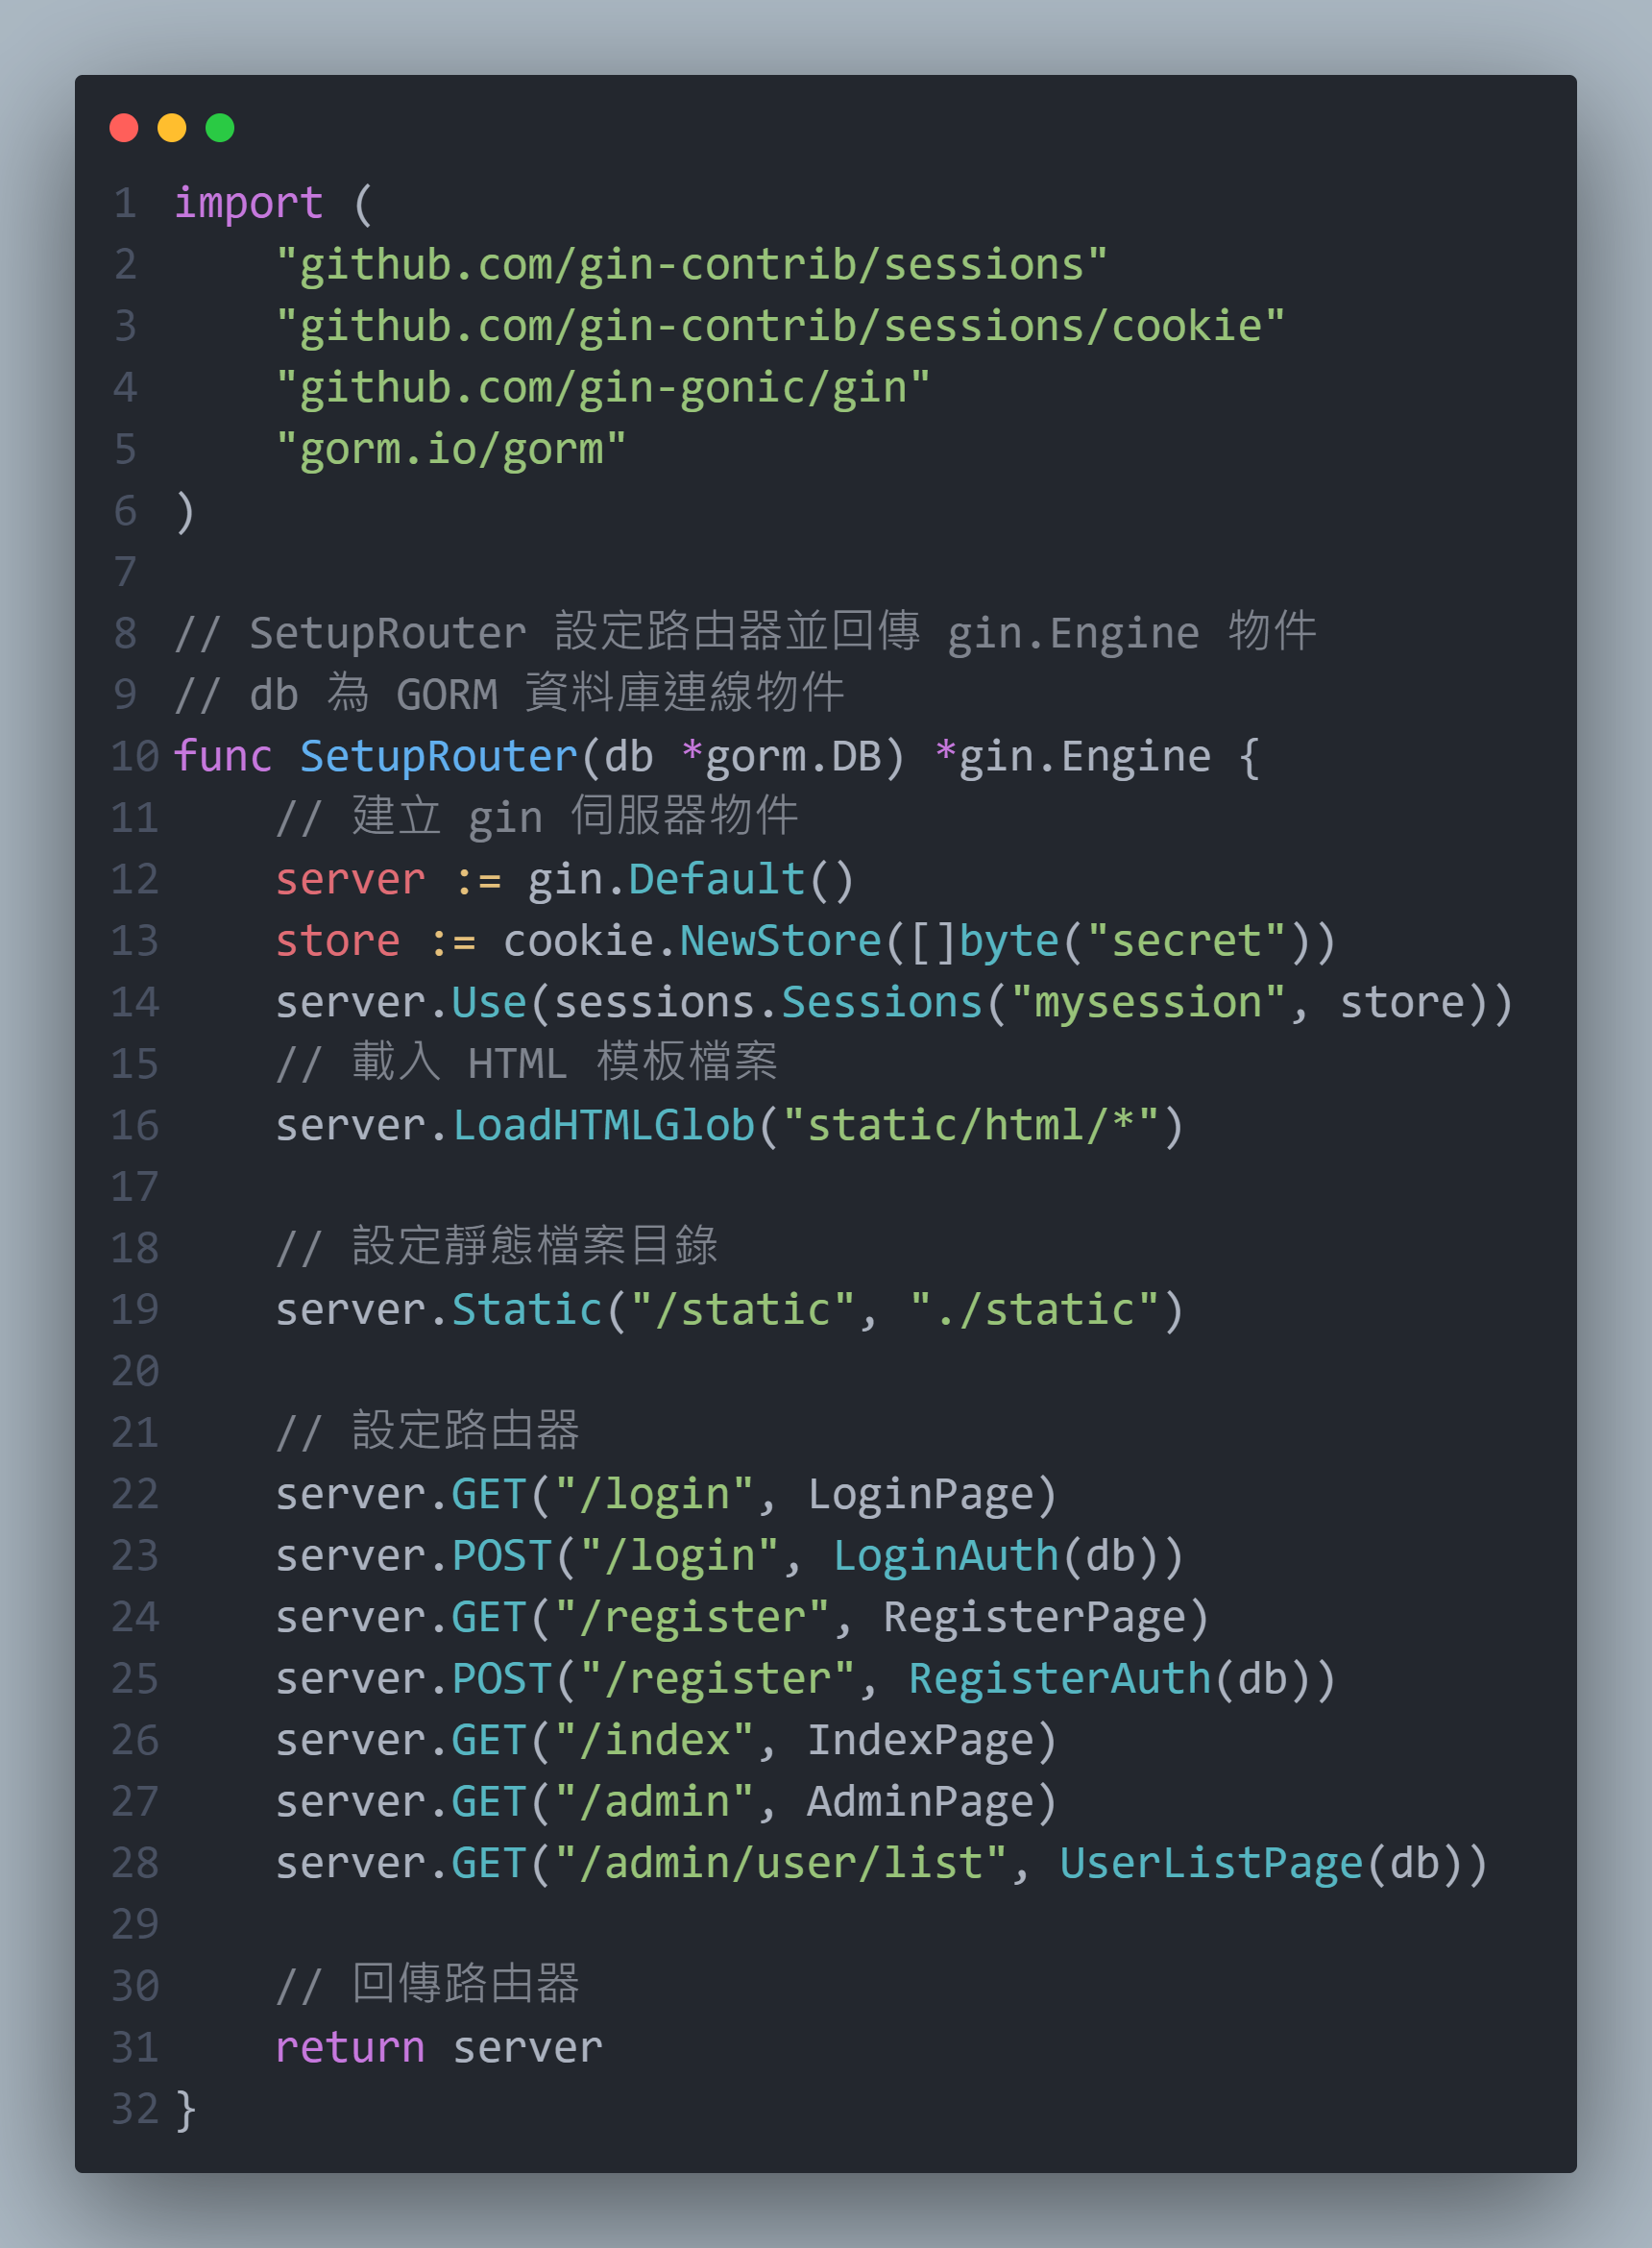 1 import (
2     "github.com/gin-contrib/sessions"
3     "github.com/gin-contrib/sessions/cookie"
4     "github.com/gin-gonic/gin"
5     "gorm.io/gorm"
6 )
7
8 // SetupRouter 設定路由器並回傳 gin.Engine 物件
9 // db 為 GORM 資料庫連線物件
10 func SetupRouter(db *gorm.DB) *gin.Engine {
11     // 建立 gin 伺服器物件
12     server := gin.Default()
13     store := cookie.NewStore([]byte("secret"))
14     server.Use(sessions.Sessions("mysession", store))
15     // 載入 HTML 模板檔案
16     server.LoadHTMLGlob("static/html/*")
17
18     // 設定靜態檔案目錄
19     server.Static("/static", "./static")
20
21     // 設定路由器
22     server.GET("/login", LoginPage)
23     server.POST("/login", LoginAuth(db))
24     server.GET("/register", RegisterPage)
25     server.POST("/register", RegisterAuth(db))
26     server.GET("/index", IndexPage)
27     server.GET("/admin", AdminPage)
28     server.GET("/admin/user/list", UserListPage(db))
29
30     // 回傳路由器
31     return server
32 }